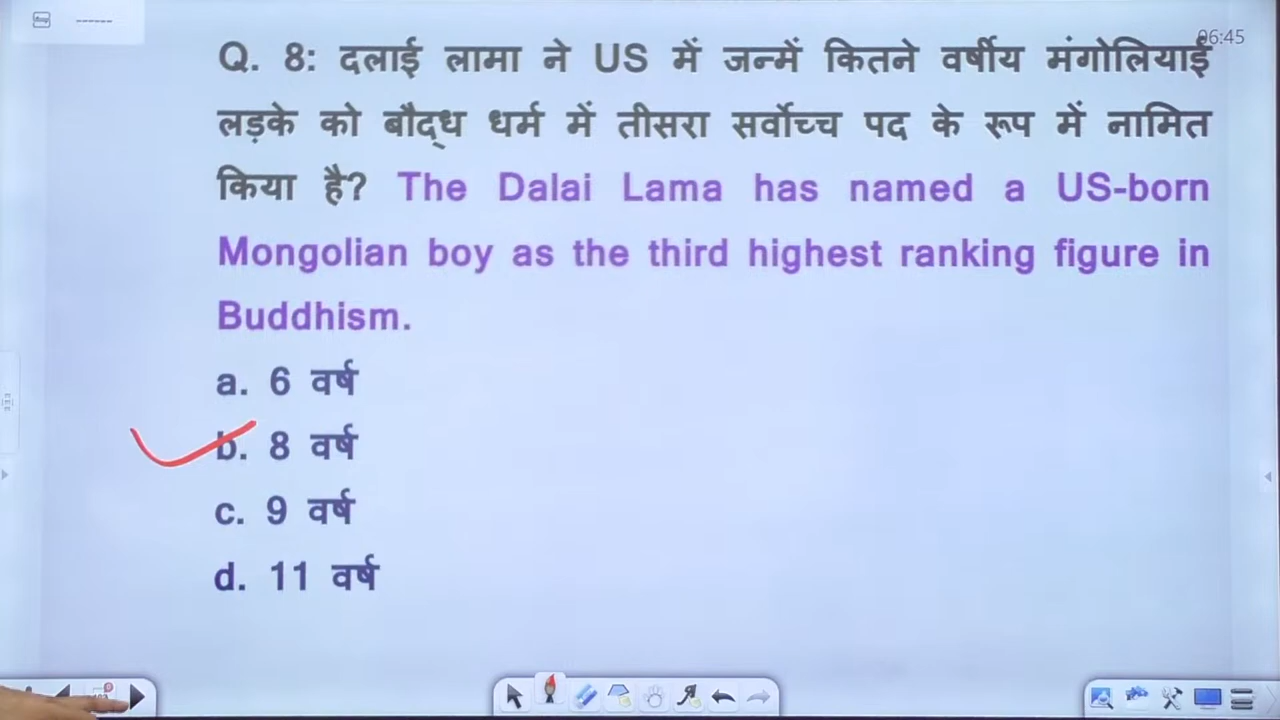 06:45
Q. 8: दलाई लामा ने US में जन्में कितने वर्षीय मंगोलियाई
लड़के को बौद्ध धर्म में तीसरा सर्वोच्च पद के रूप में नामित
किया है? The Dalai Lama has named a US-born
Mongolian boy as the third highest ranking figure in
Buddhism.
a. 6 वर्ष
b. 8 वर्ष
c. 9 वर्ष
d. 11 वर्ष